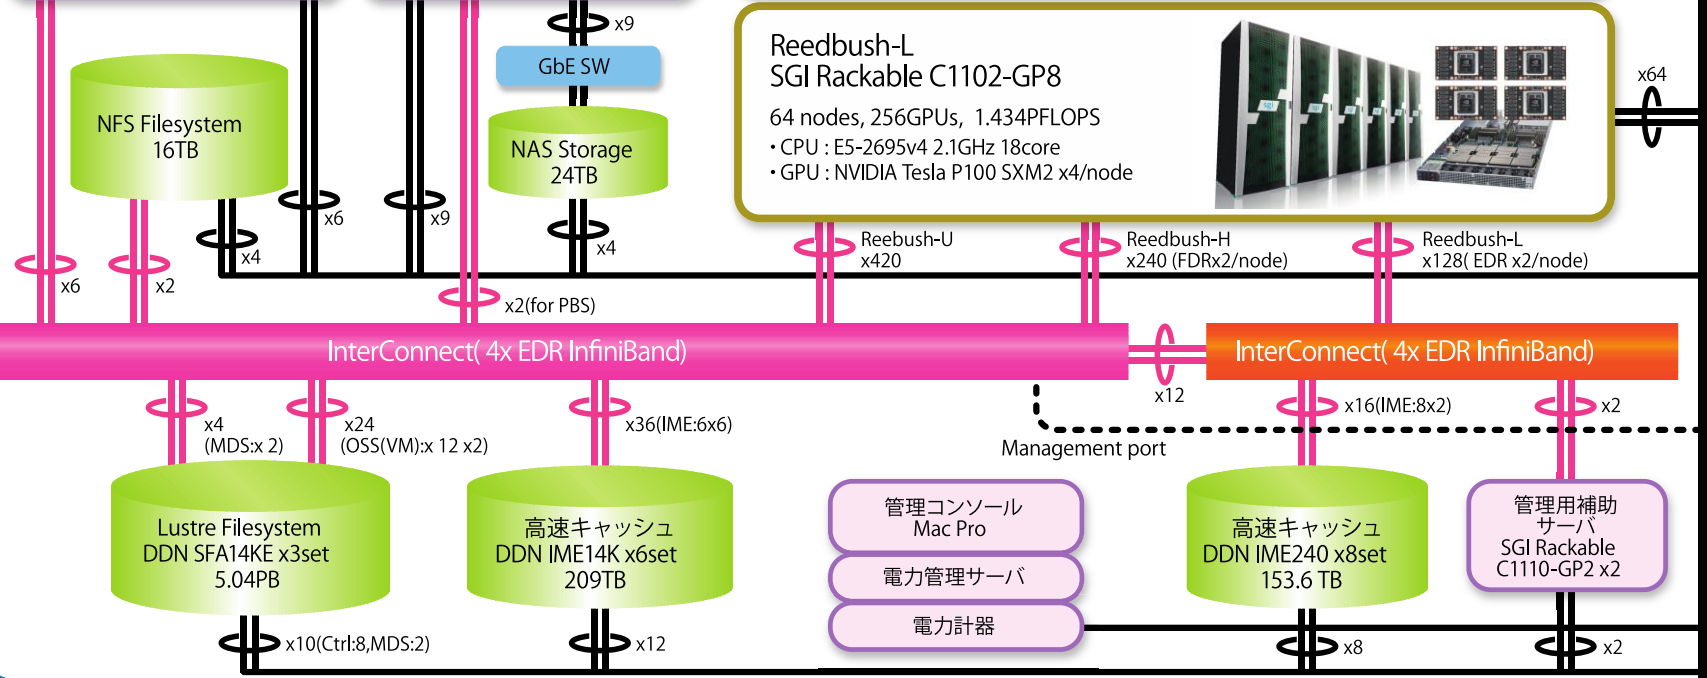 x9
GbE SW
Reedbush-L
SGI Rackable C1102-GP8
64 nodes, 256GPUs, 1.434PFLOPS
・CPU : E5-2695v4 2.1GHz 18core
・GPU : NVIDIA Tesla P100 SXM2 x4/node
sgi
x64
NFS Filesystem
16TB
NAS Storage
24TB
x6
x9
x4
x4
x6
x2
x2(for PBS)
Reebush-U
x420
Reedbush-H
x240 (FDRx2/node)
Reedbush-L
x128( EDR x2/node)
InterConnect( 4x EDR InfiniBand)
InterConnect( 4x EDR InfiniBand)
x12
x4
(MDS:x 2)
x24
(OSS(VM):x 12 x2)
x36(IME:6x6)
x16(IME:8x2)
x2
Management port
Lustre Filesystem
DDN SFA14KE x3set
5.04PB
高速キャッシュ
DDN IME14K x6set
209TB
管理コンソール
Mac Pro
電力管理サーバ
電力計器
高速キャッシュ
DDN IME240 x8set
153.6 TB
管理用補助
サーバ
SGI Rackable
C1110-GP2 x2
x10(Ctrl:8,MDS:2)
x12
x8
x2